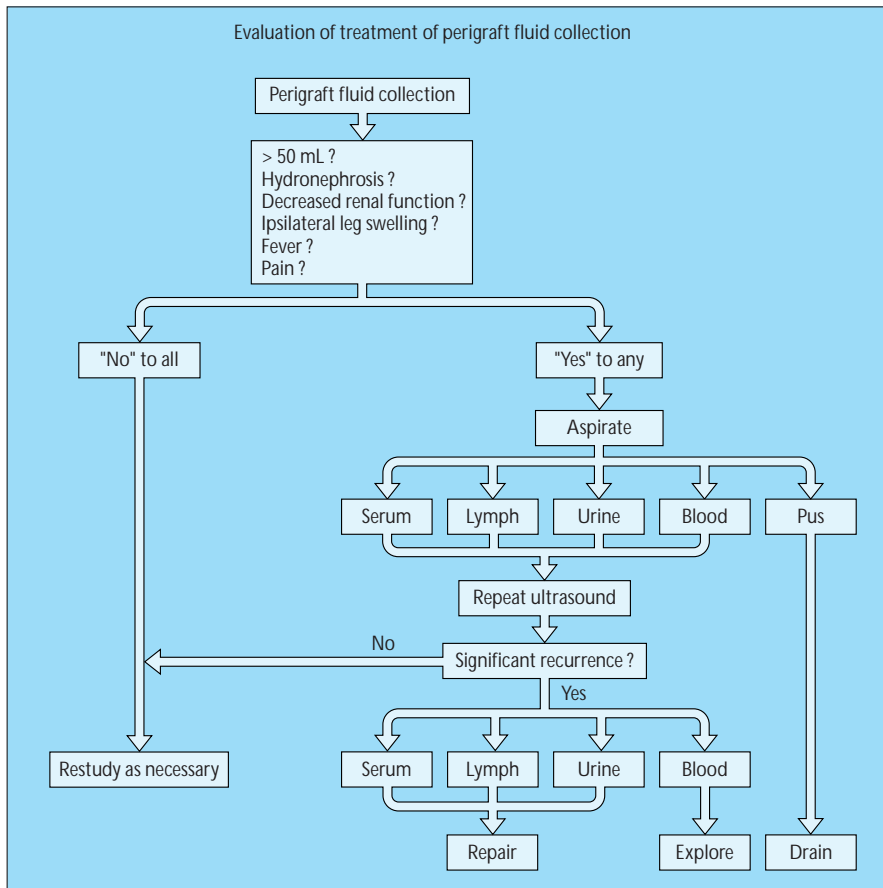 Evaluation of treatment of perigraft fluid collection
Perigraft fluid collection
> 50 mL ?
Hydronephrosis ?
Decreased renal function ?
Ipsilateral leg swelling ?
Fever ?
Pain ?
"No" to all
"Yes" to any
Aspirate
Serum
Lymph
Urine
Blood
Pus
Repeat ultrasound
No
Significant recurrence ?
Yes
Restudy as necessary
Serum
Lymph
Urine
Blood
Repair
Explore
Drain